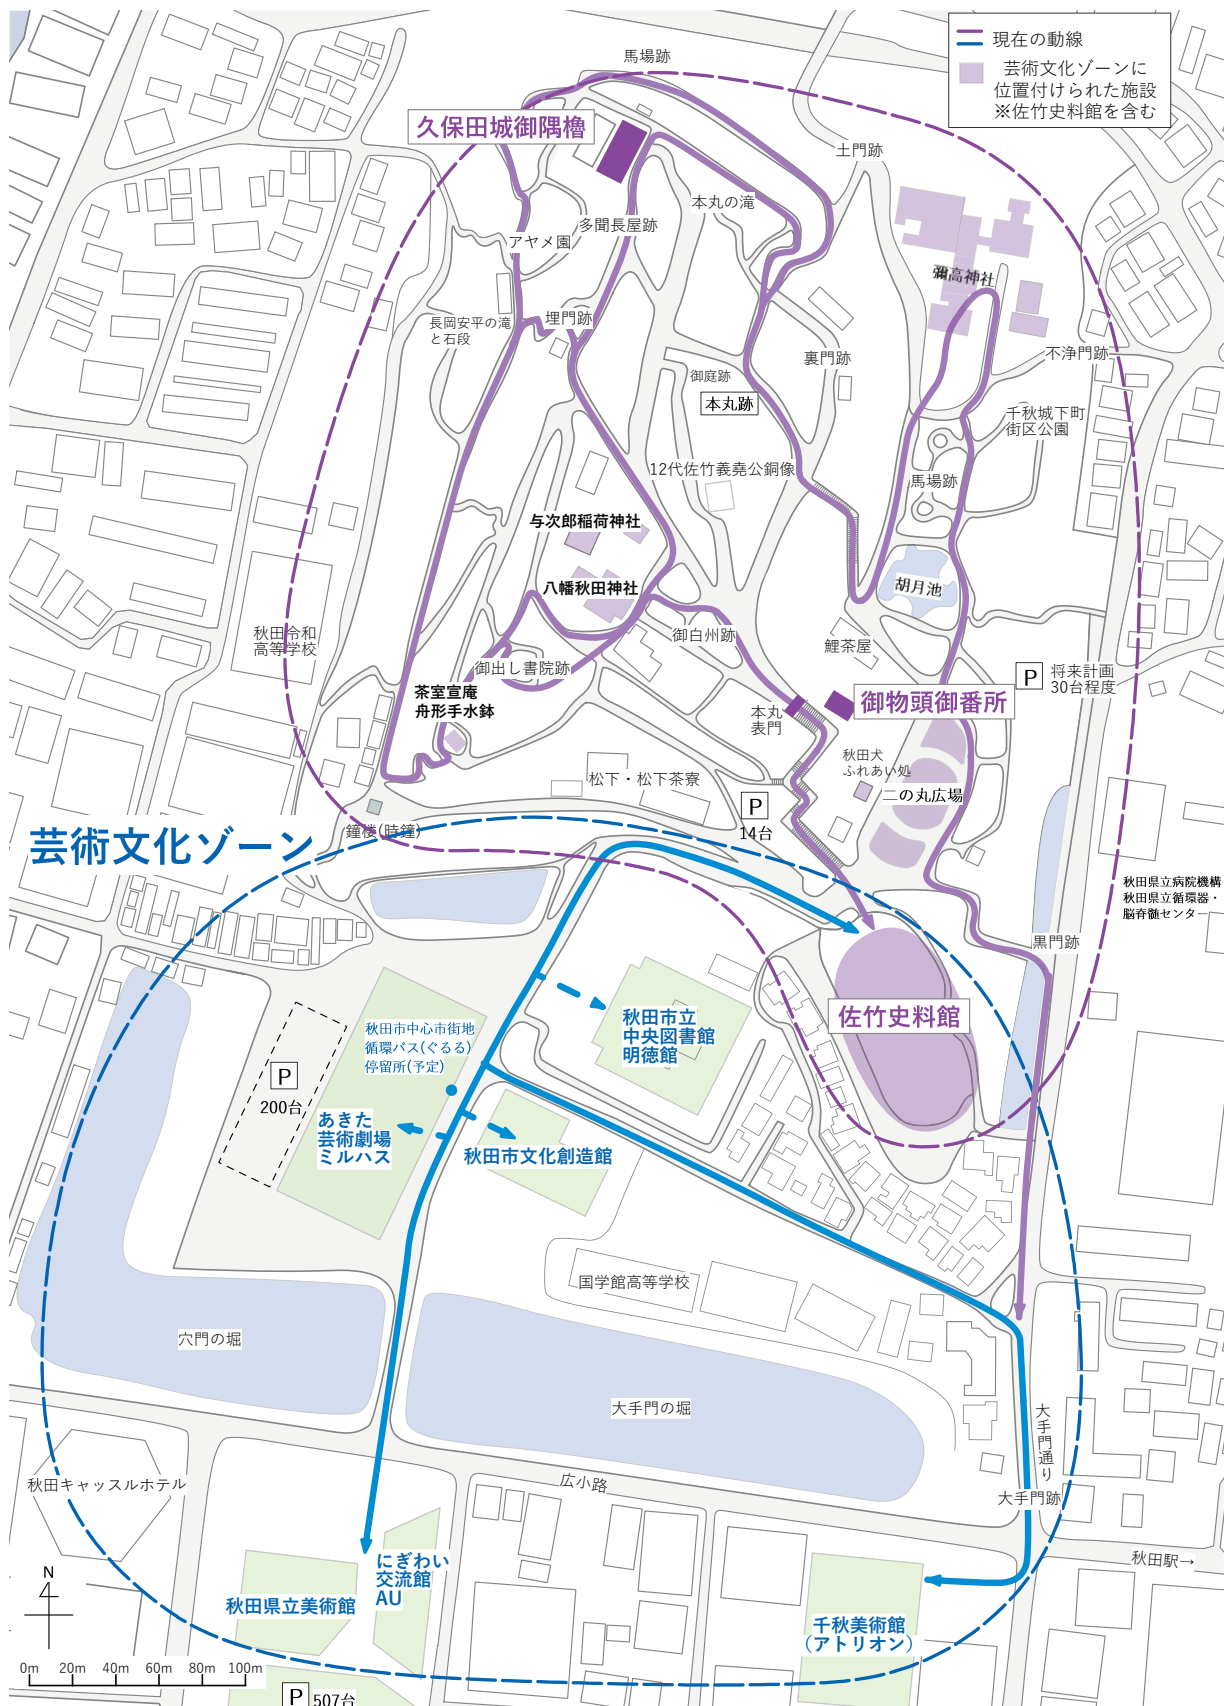 現在の動線
芸術文化ゾーンに
位置付けられた施設
※佐竹史料館を含む
馬場跡
久保田城御隅櫓
土門跡
本丸の滝
多聞長屋跡
アヤメ園
彌高神社
長岡安平の滝
と石段
埋門跡
裏門跡
不浄門跡
御庭跡
本丸跡
千秋城下町
街区公園
12代佐竹義堯公銅像
馬場跡
与次郎稲荷神社
八幡秋田神社
胡月池
秋田令和
高等学校
御白州跡
鯉茶屋
御出し書院跡
P
将来計画
30台程度
茶室宣庵
舟形手水鉢
御物頭御番所
本丸
表門
秋田犬
ふれあい処
松下・松下茶寮
二の丸広場
P
14台
鐘楼(時鐘)
芸術文化ゾーン
秋田県立病院機構
秋田県立循環器・
脳脊髄センター
黒門跡
佐竹史料館
秋田市立
中央図書館
明徳館
秋田市中心市街地
循環バス(ぐるる)
停留所(予定)
P
200台
あきた
芸術劇場
ミルハス
秋田市文化創造館
国学館高等学校
穴門の堀
大手門の堀
大手門通り
秋田キャッスルホテル
広小路
大手門跡
秋田駅→
にぎわい
交流館
AU
秋田県立美術館
千秋美術館
（アトリオン）
N
0m 20m 40m 60m 80m 100m
P 507台